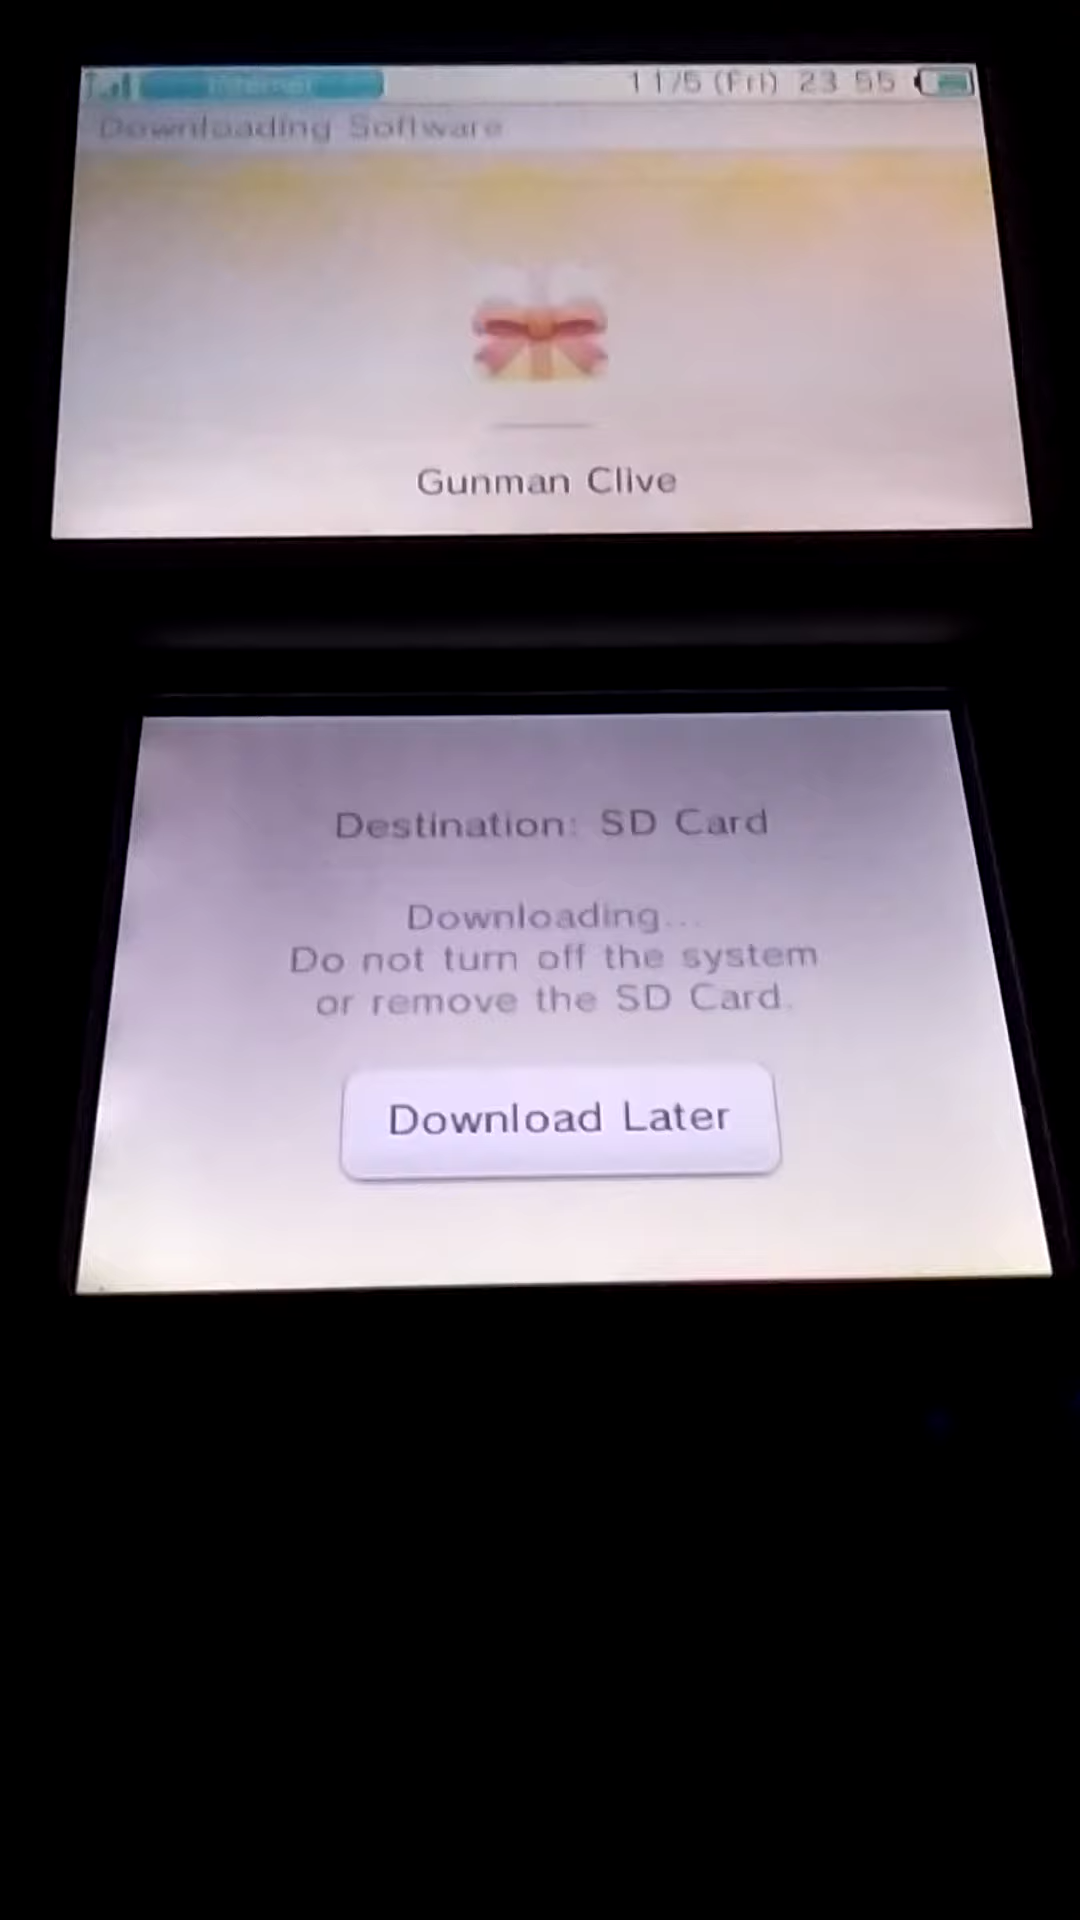 Internet 11/5 (Fri) 23 55
Downloading Software
Gunman Clive
Destination: SD Card
Downloading...
Do not turn off the system
or remove the SD Card.
Download Later